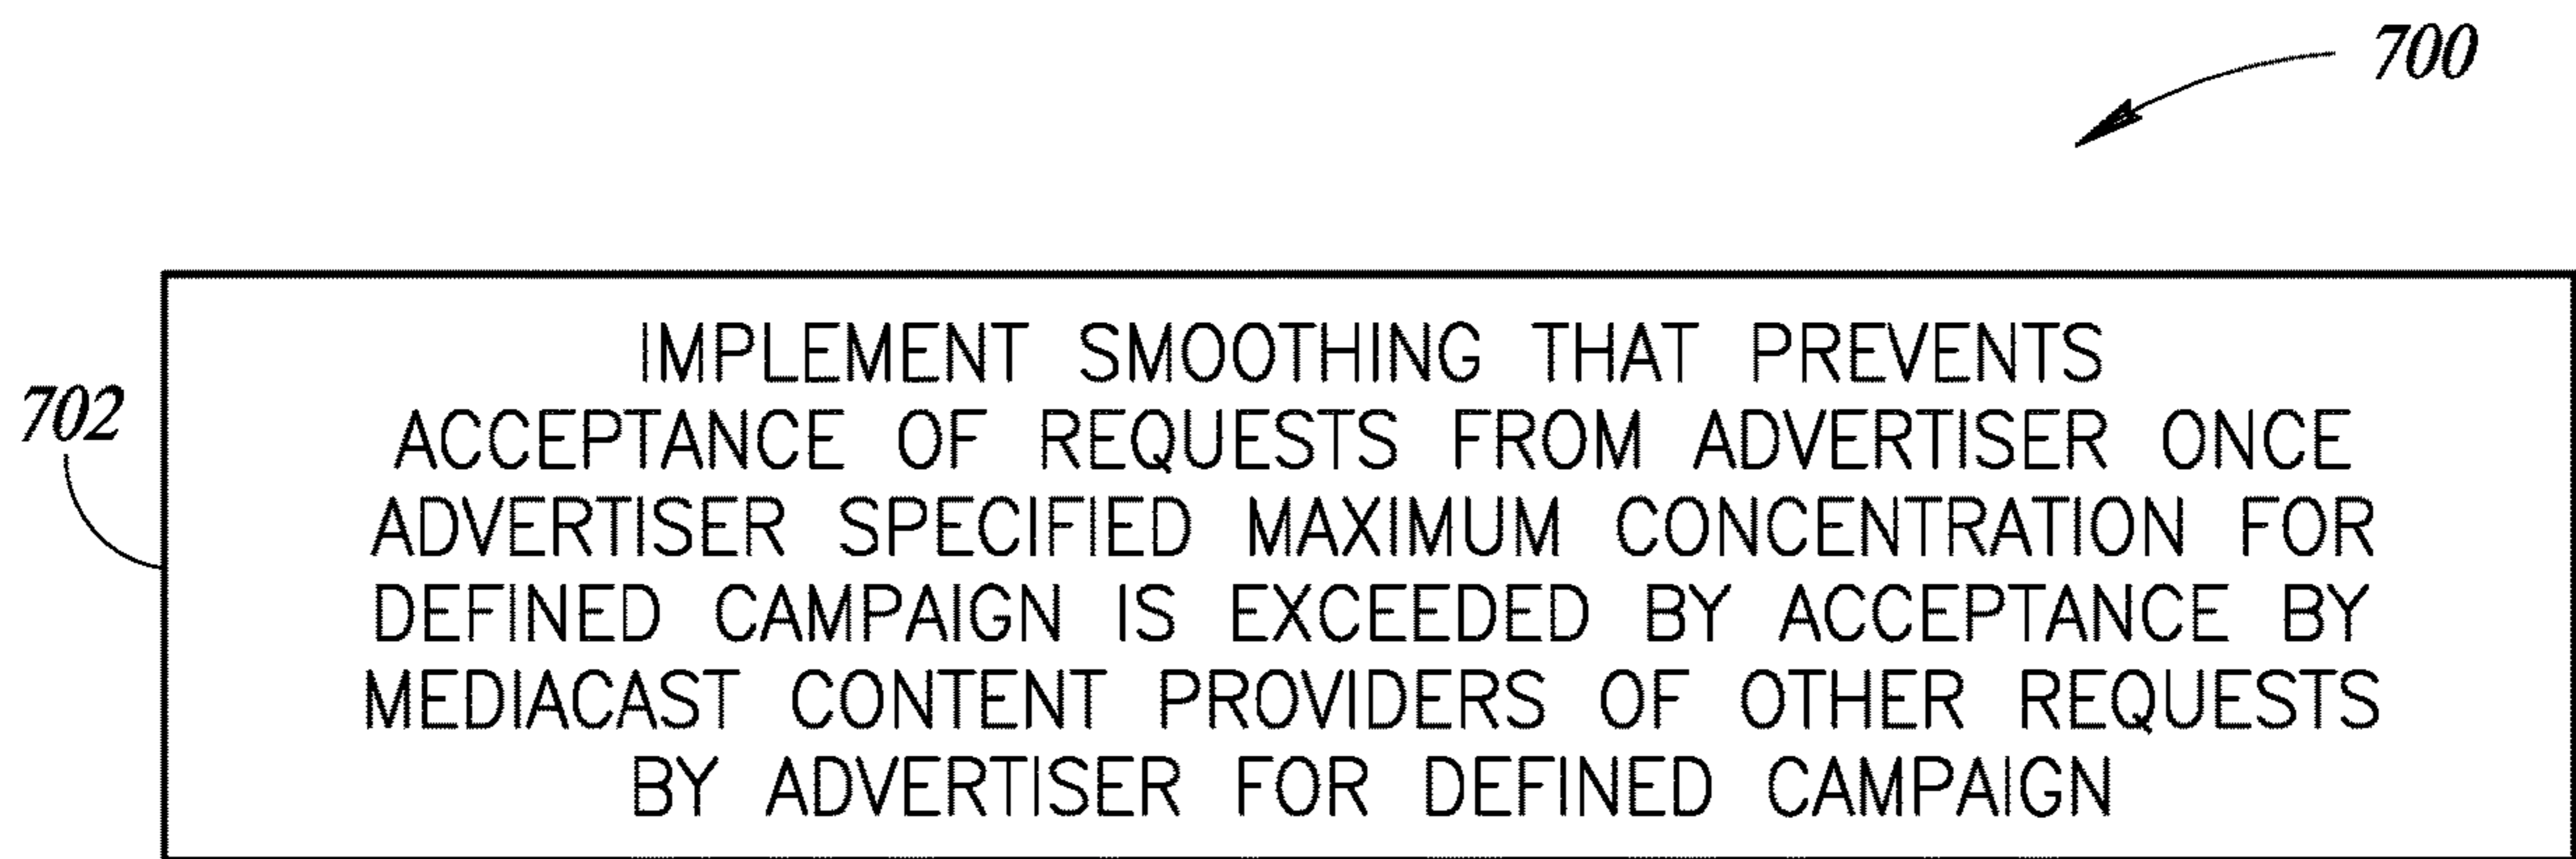 700
702
IMPLEMENT SMOOTHING THAT PREVENTS
ACCEPTANCE OF REQUESTS FROM ADVERTISER ONCE
ADVERTISER SPECIFIED MAXIMUM CONCENTRATION FOR
DEFINED CAMPAIGN IS EXCEEDED BY ACCEPTANCE BY
MEDIACAST CONTENT PROVIDERS OF OTHER REQUESTS
BY ADVERTISER FOR DEFINED CAMPAIGN